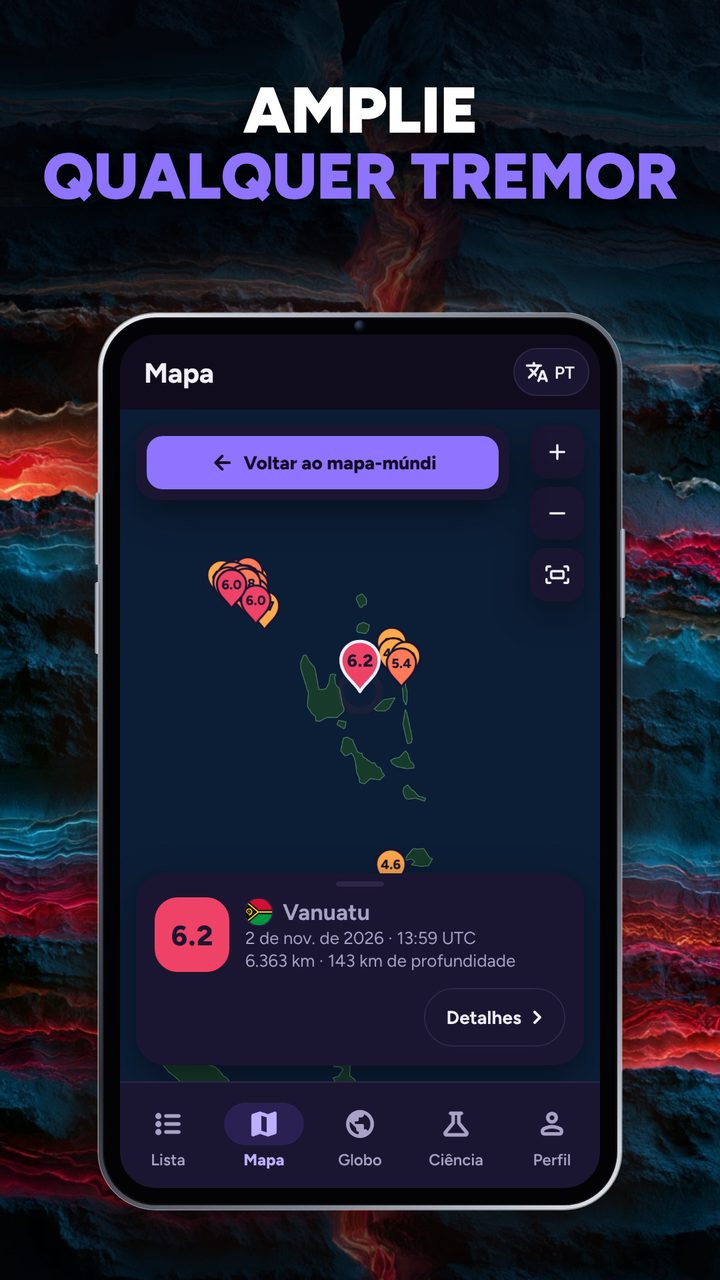 AMPLIE
QUALQUER TREMOR
Mapa
PT
Voltar ao mapa-múndi
6.0
6.0
6.2
5.4
4.6
6.2
Vanuatu
2 de nov. de 2026 · 13:59 UTC
6.363 km · 143 km de profundidade
Detalhes
Lista
Mapa
Globo
Ciência
Perfil